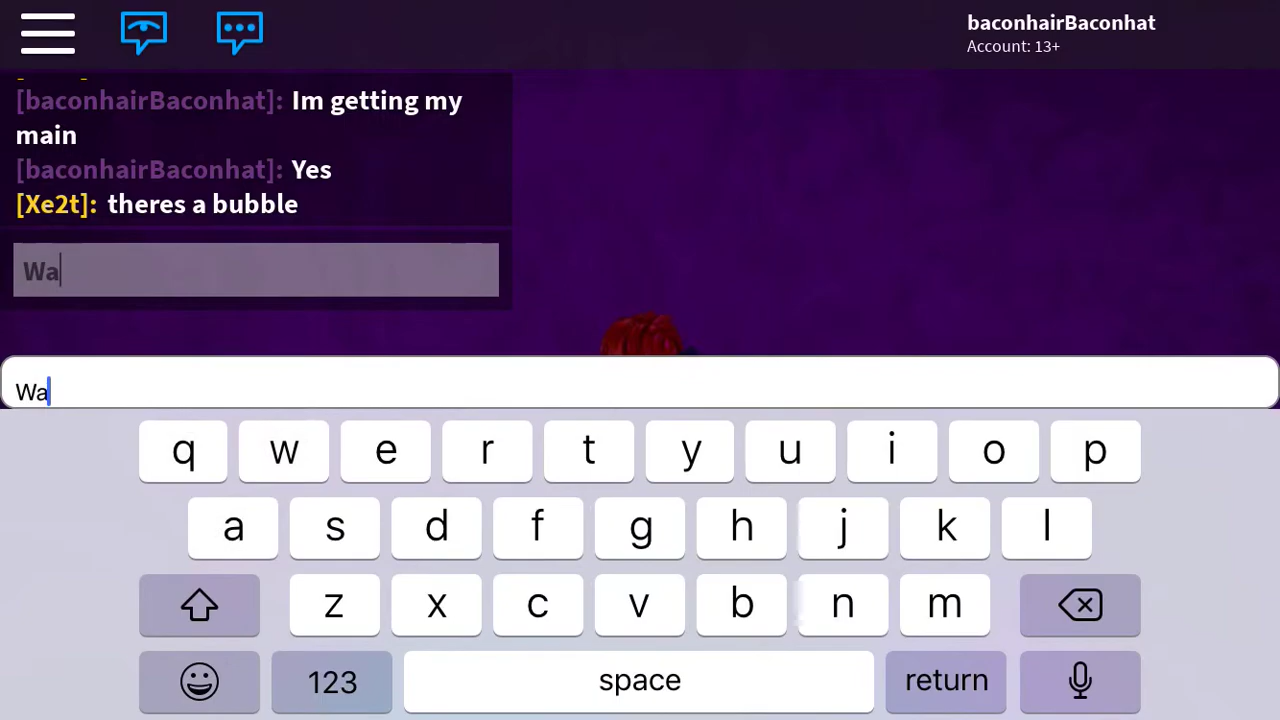 baconhairBaconhat
Account: 13+
[baconhairBaconhat]: Im getting my
main
[baconhairBaconhat]: Yes
[Xe2t]: theres a bubble
Wa
Wa
q w e r t y u i o p
a s d f g h j k l
z x c v b n m
123 space return